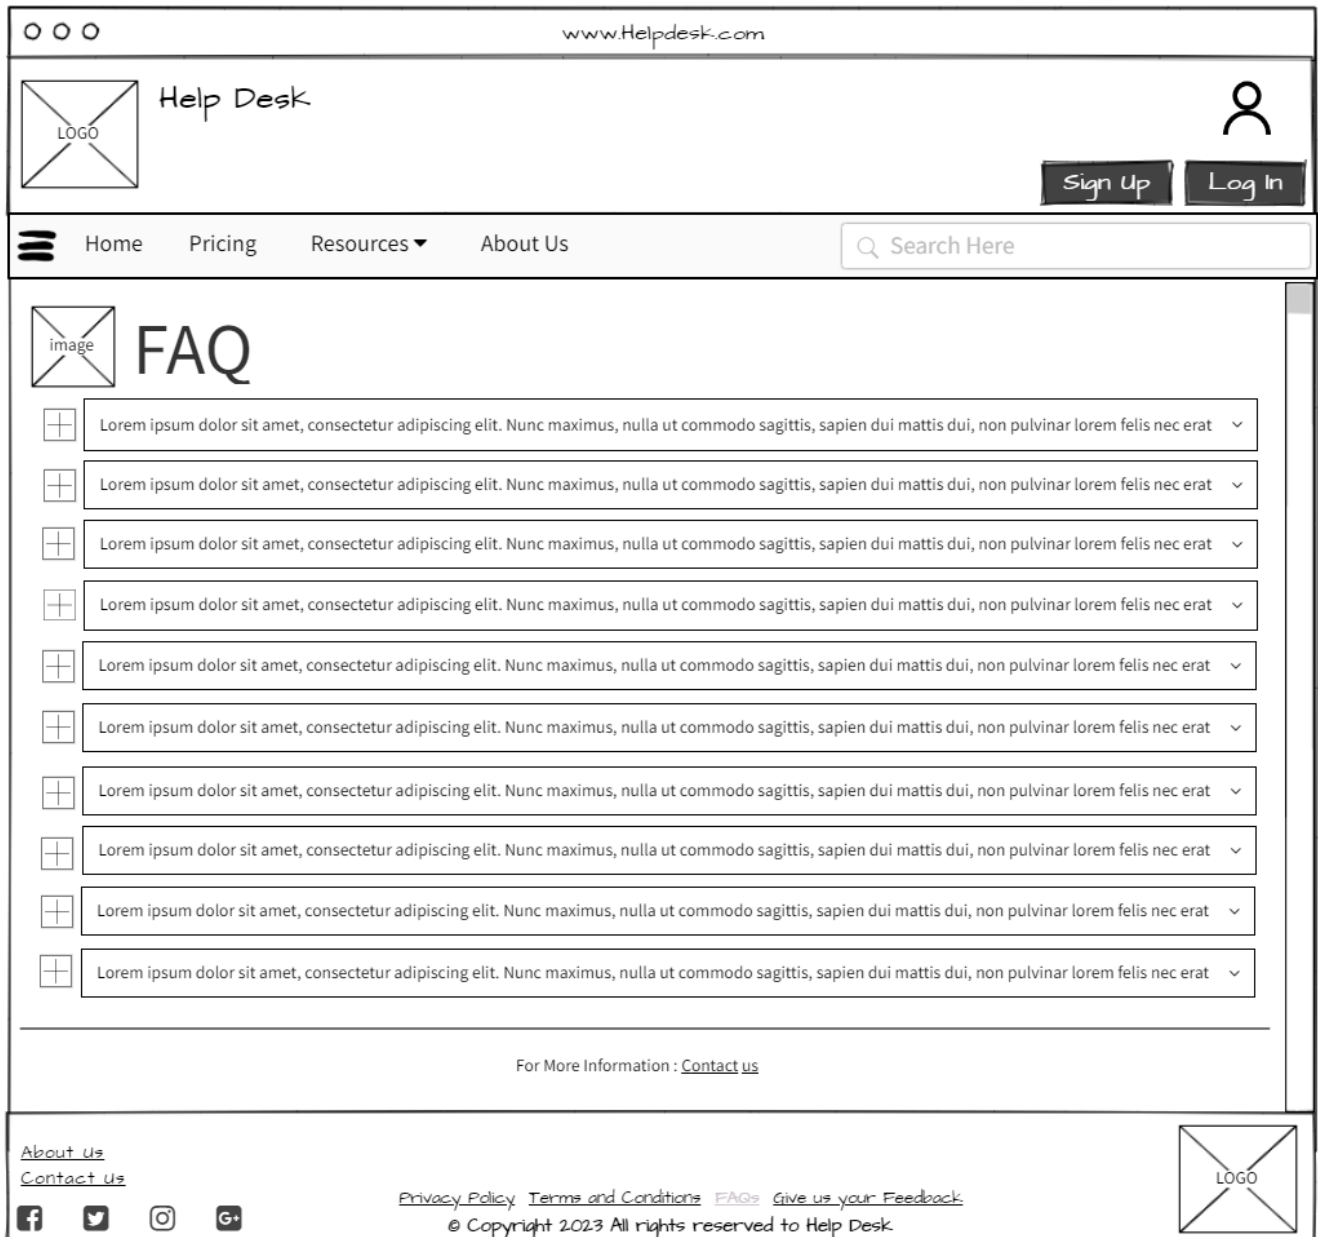 www.Helpdesk.com
LOGO
Help Desk
Sign Up
Log In
Home
Pricing
Resources
About Us
Search Here
image
FAQ
Lorem ipsum dolor sit amet, consectetur adipiscing elit. Nunc maximus, nulla ut commodo sagittis, sapien dui mattis dui, non pulvinar lorem felis nec erat
Lorem ipsum dolor sit amet, consectetur adipiscing elit. Nunc maximus, nulla ut commodo sagittis, sapien dui mattis dui, non pulvinar lorem felis nec erat
Lorem ipsum dolor sit amet, consectetur adipiscing elit. Nunc maximus, nulla ut commodo sagittis, sapien dui mattis dui, non pulvinar lorem felis nec erat
Lorem ipsum dolor sit amet, consectetur adipiscing elit. Nunc maximus, nulla ut commodo sagittis, sapien dui mattis dui, non pulvinar lorem felis nec erat
Lorem ipsum dolor sit amet, consectetur adipiscing elit. Nunc maximus, nulla ut commodo sagittis, sapien dui mattis dui, non pulvinar lorem felis nec erat
Lorem ipsum dolor sit amet, consectetur adipiscing elit. Nunc maximus, nulla ut commodo sagittis, sapien dui mattis dui, non pulvinar lorem felis nec erat
Lorem ipsum dolor sit amet, consectetur adipiscing elit. Nunc maximus, nulla ut commodo sagittis, sapien dui mattis dui, non pulvinar lorem felis nec erat
Lorem ipsum dolor sit amet, consectetur adipiscing elit. Nunc maximus, nulla ut commodo sagittis, sapien dui mattis dui, non pulvinar lorem felis nec erat
Lorem ipsum dolor sit amet, consectetur adipiscing elit. Nunc maximus, nulla ut commodo sagittis, sapien dui mattis dui, non pulvinar lorem felis nec erat
Lorem ipsum dolor sit amet, consectetur adipiscing elit. Nunc maximus, nulla ut commodo sagittis, sapien dui mattis dui, non pulvinar lorem felis nec erat
For More Information : Contact us
About Us
Contact Us
Privacy Policy Terms and Conditions FAQs Give us your Feedback
© Copyright 2023 All rights reserved to Help Desk
G+
LOGO